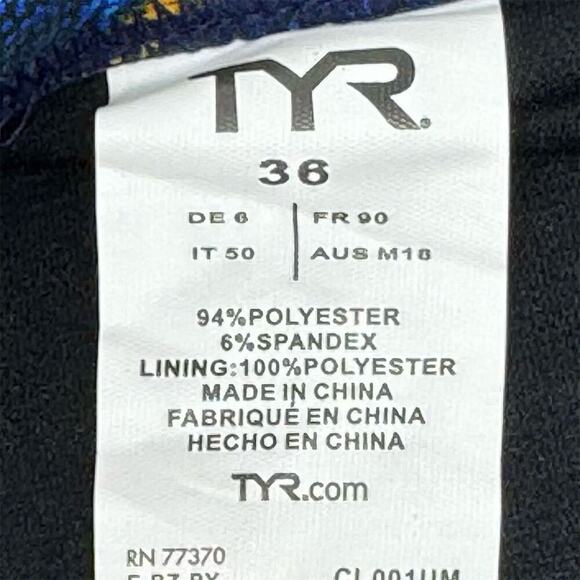 TYR.
36
DE 6 FR 90
IT 50 AUS M16
94%POLYESTER
6%SPANDEX
LINING:100%POLYESTER
MADE IN CHINA
FABRIQUÉ EN CHINA
HECHO EN CHINA
TYR.com
RN 77370